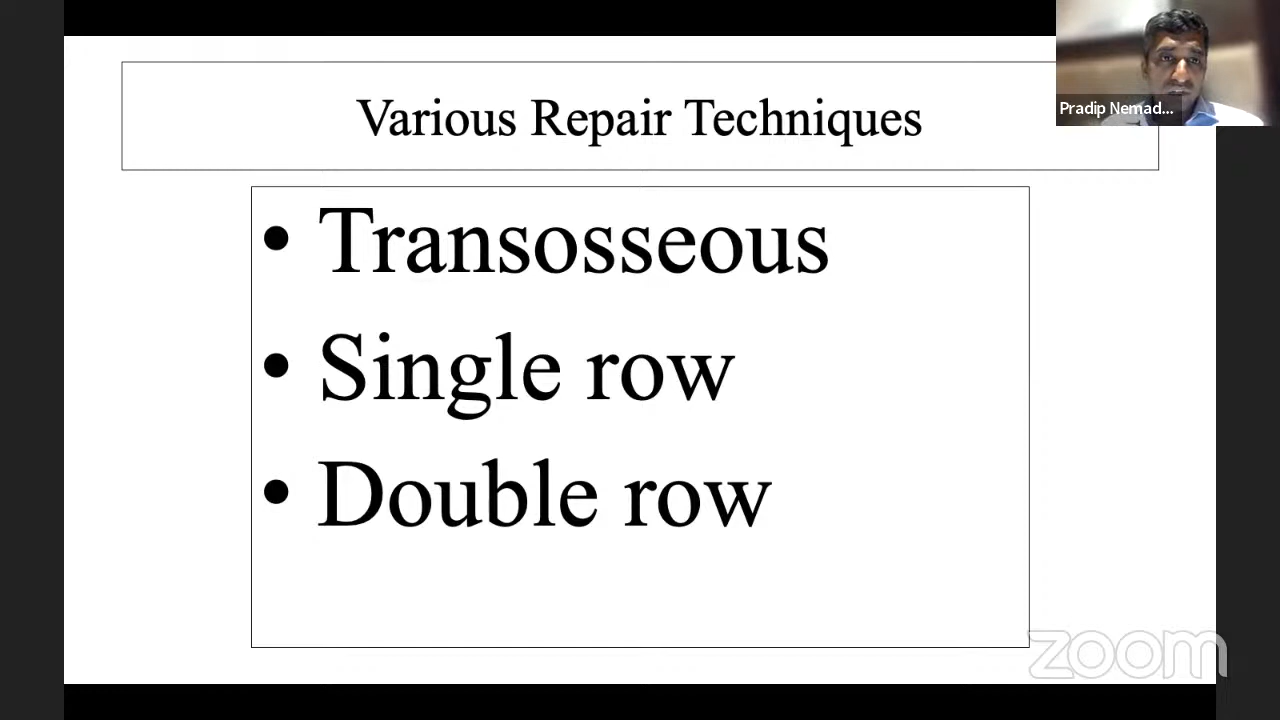 Various Repair Techniques
Pradip Nemad...
• Transosseous
• Single row
• Double row
zoom